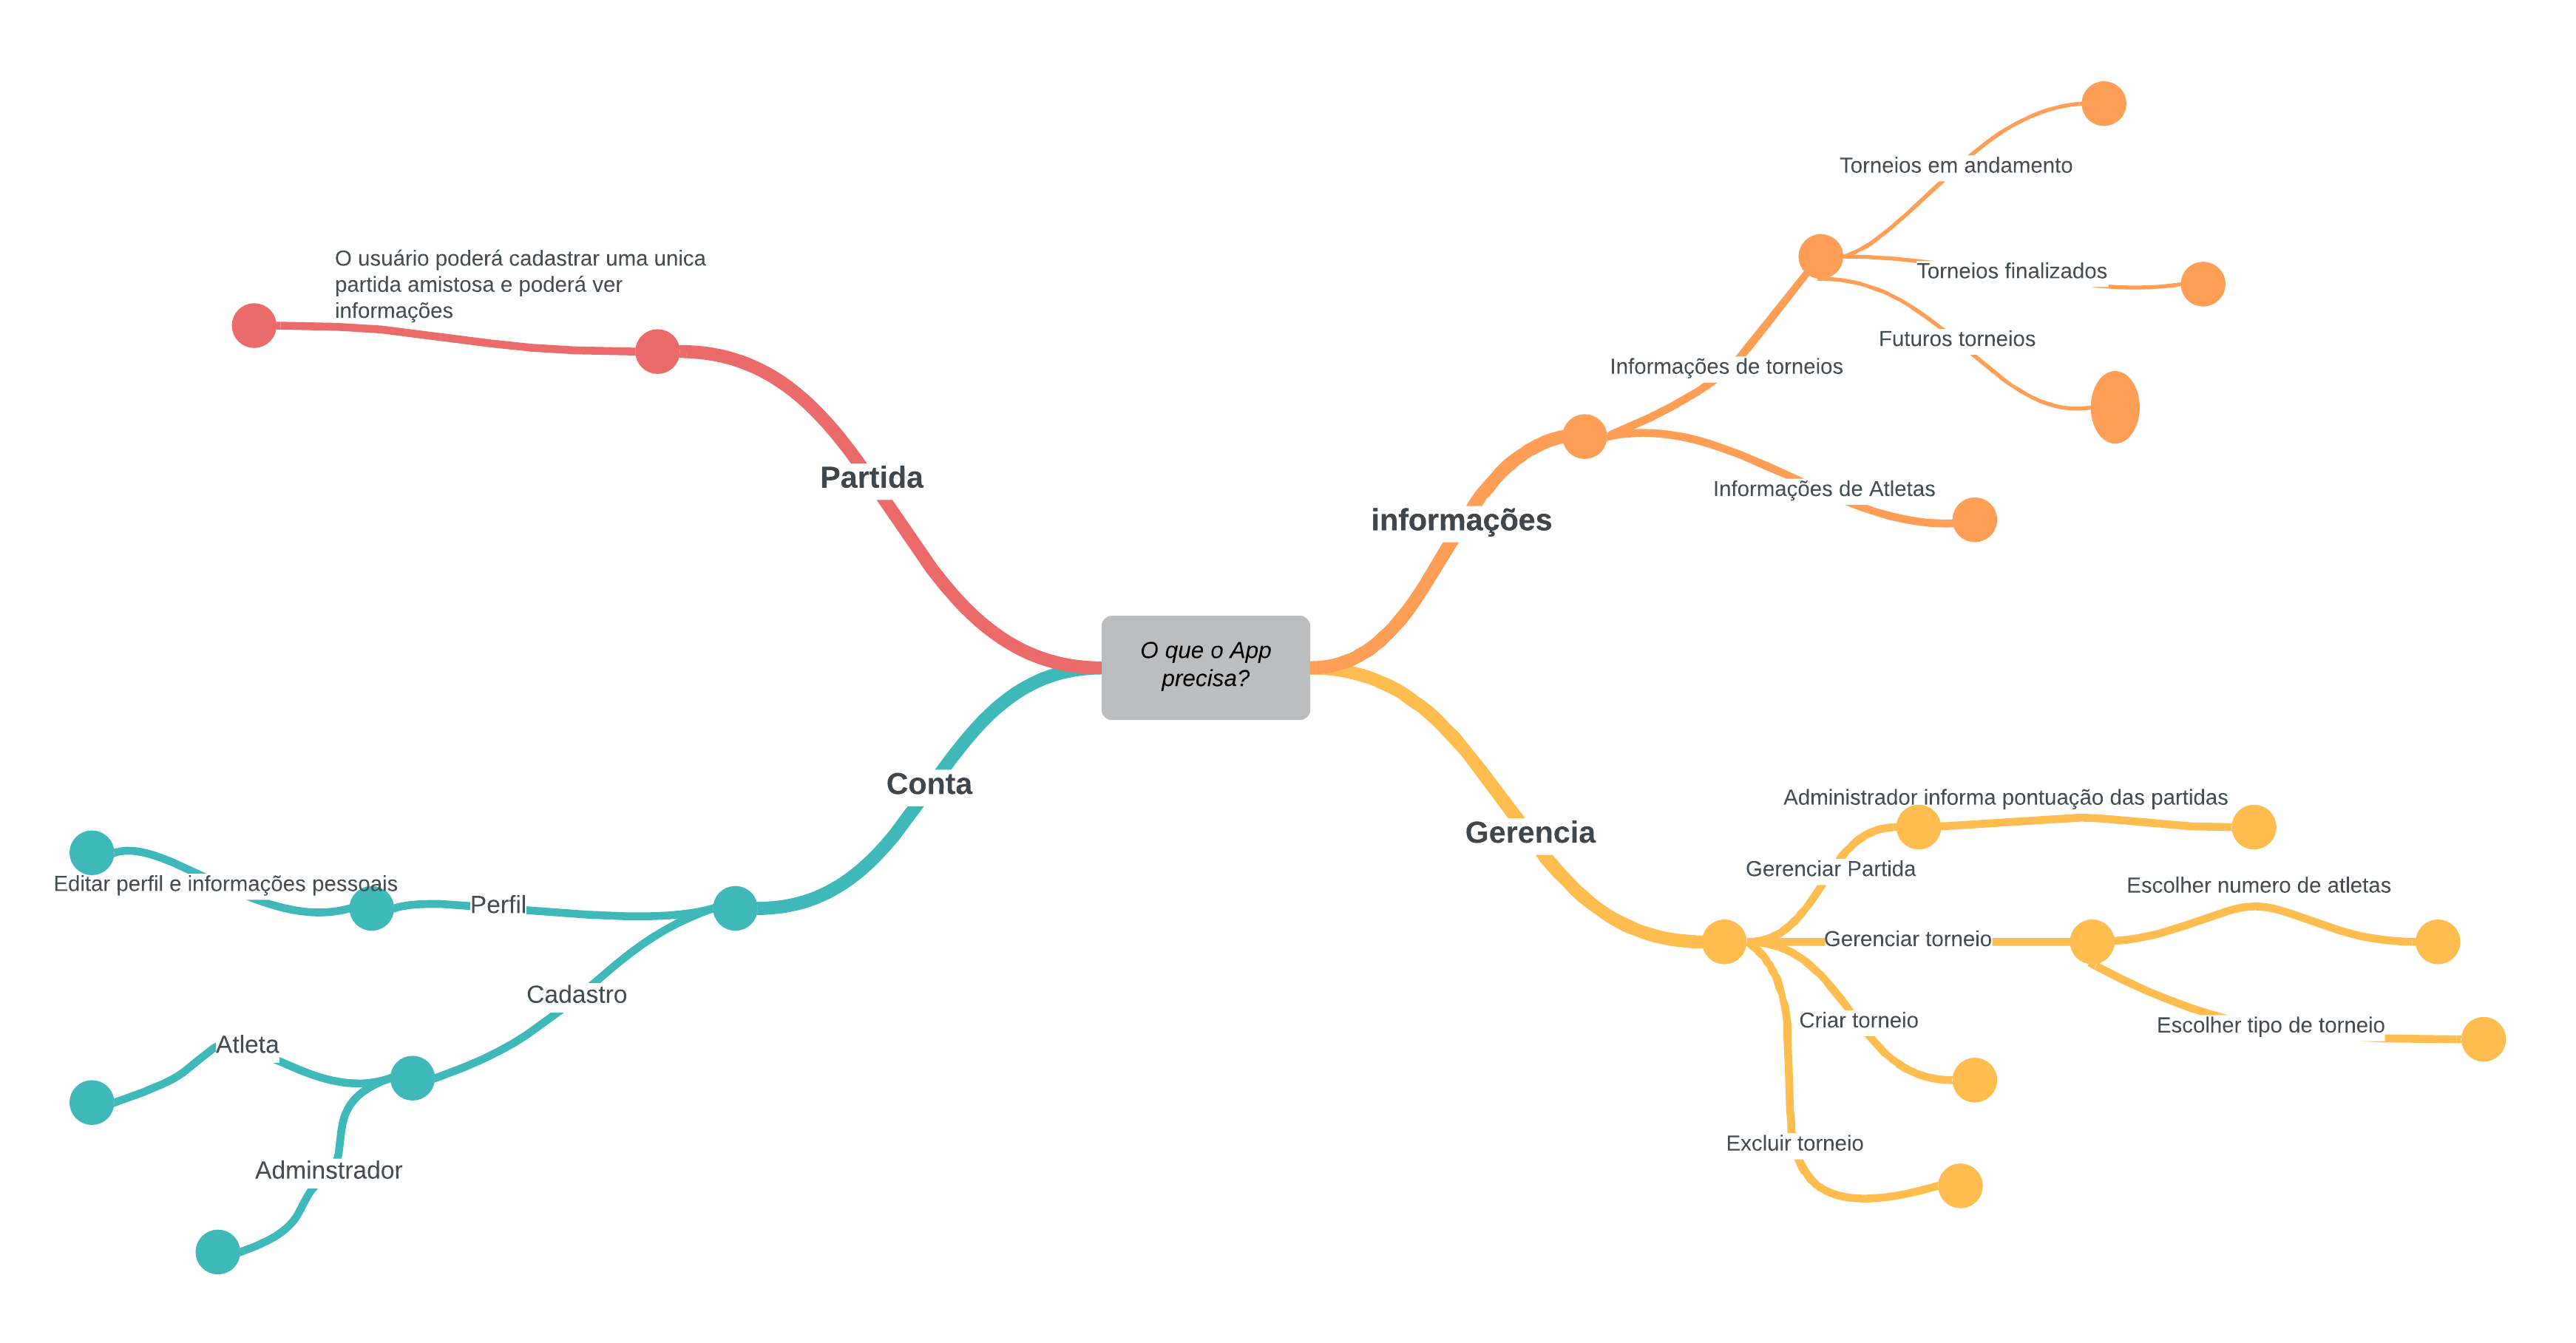 Torneios em andamento
O usuário poderá cadastrar uma unica
partida amistosa e poderá ver
informações
Torneios finalizados
Futuros torneios
Informações de torneios
Partida
Informações de Atletas
informações
O que o App
precisa?
Conta
Gerencia
Administrador informa pontuação das partidas
Gerenciar Partida
Editar perfil e informações pessoais
Perfil
Escolher numero de atletas
Gerenciar torneio
Cadastro
Criar torneio
Escolher tipo de torneio
Atleta
Excluir torneio
Adminstrador